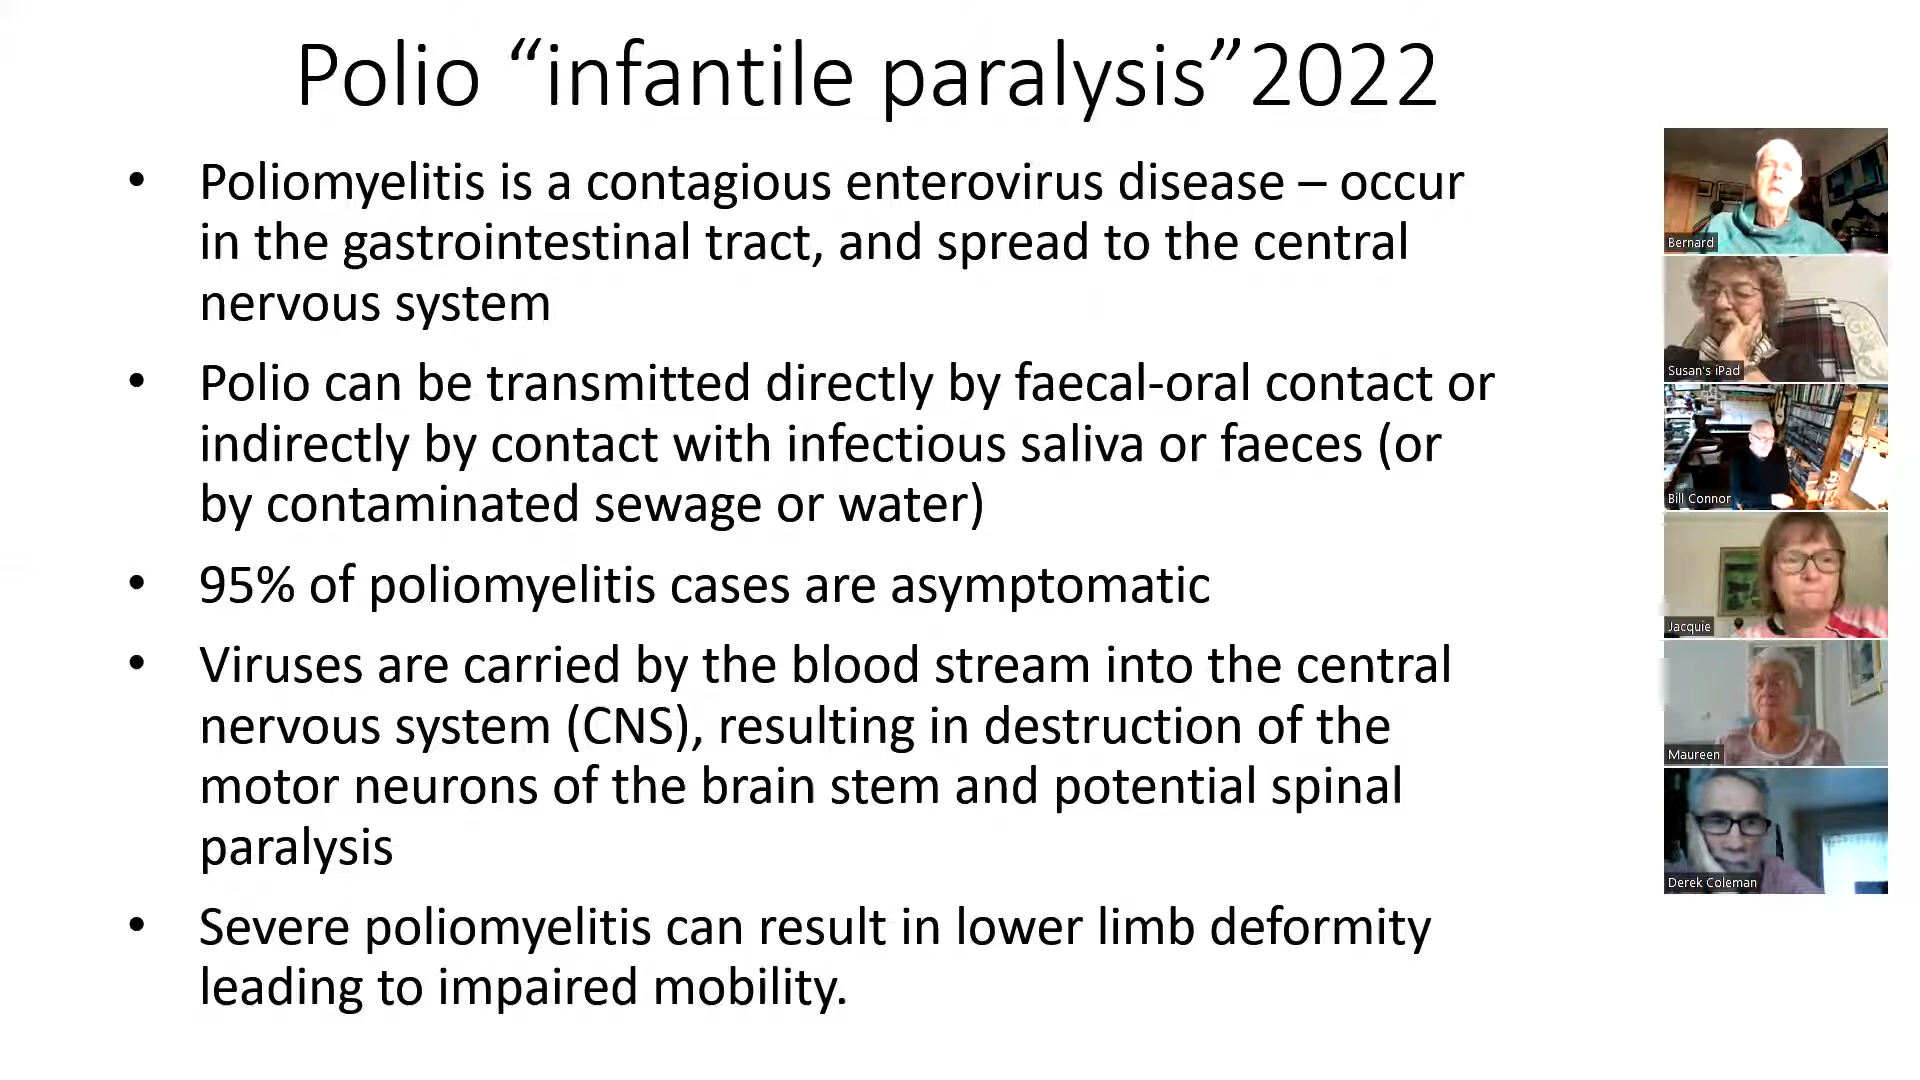 Polio “infantile paralysis”2022
• Poliomyelitis is a contagious enterovirus disease – occur
in the gastrointestinal tract, and spread to the central
nervous system
• Polio can be transmitted directly by faecal-oral contact or
indirectly by contact with infectious saliva or faeces (or
by contaminated sewage or water)
• 95% of poliomyelitis cases are asymptomatic
• Viruses are carried by the blood stream into the central
nervous system (CNS), resulting in destruction of the
motor neurons of the brain stem and potential spinal
paralysis
• Severe poliomyelitis can result in lower limb deformity
leading to impaired mobility.
Bernard
Susan's iPad
Bill Connor
Jacquie
Maureen
Derek Coleman